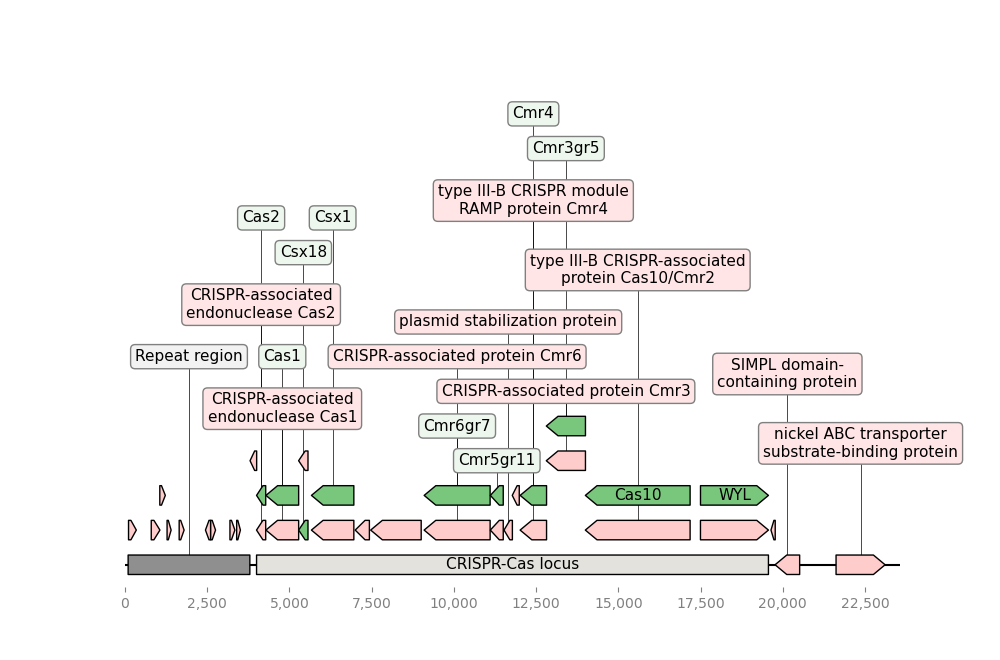 Cmr4
Cmr3gr5
type III-B CRISPR module
RAMP protein Cmr4
Cas2
Csx1
Csx18
type III-B CRISPR-associated
protein Cas10/Cmr2
CRISPR-associated
endonuclease Cas2
plasmid stabilization protein
Repeat region
Cas1
CRISPR-associated protein Cmr6
SIMPL domain-
containing protein
CRISPR-associated protein Cmr3
CRISPR-associated
endonuclease Cas1
Cmr6gr7
nickel ABC transporter
substrate-binding protein
Cmr5gr11
Cas10
WYL
CRISPR-Cas locus
0
2,500
5,000
7,500
10,000
12,500
15,000
17,500
20,000
22,500